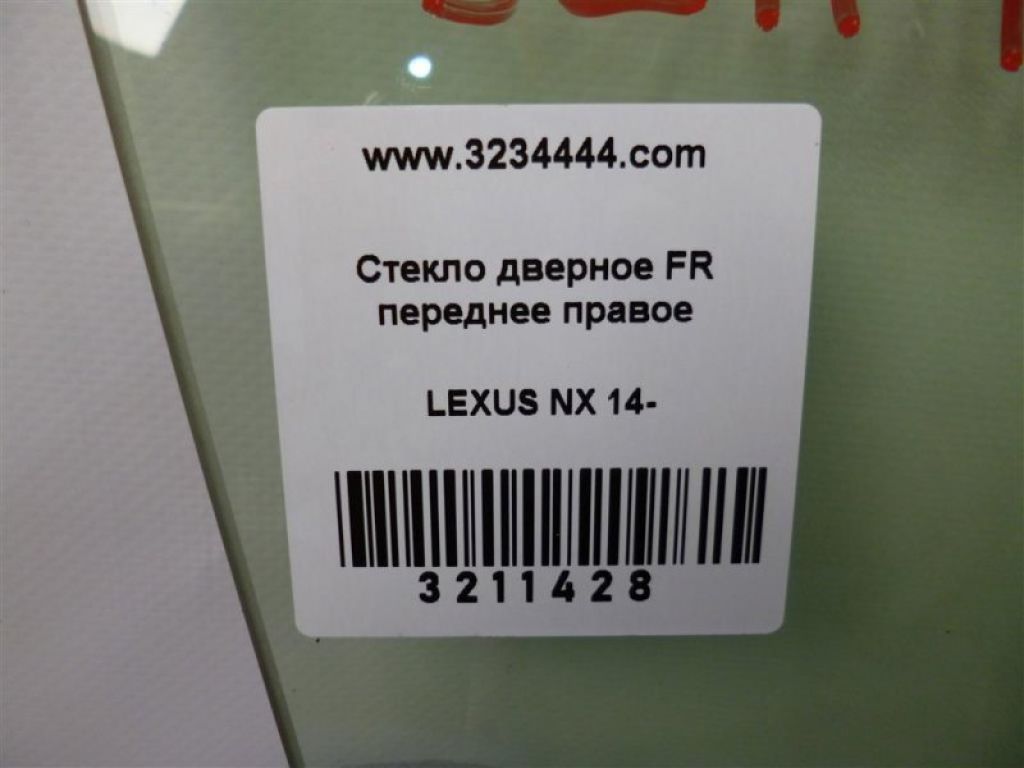 www.3234444.com
Стекло дверное FR
переднее правое
LEXUS NX 14-
3211428